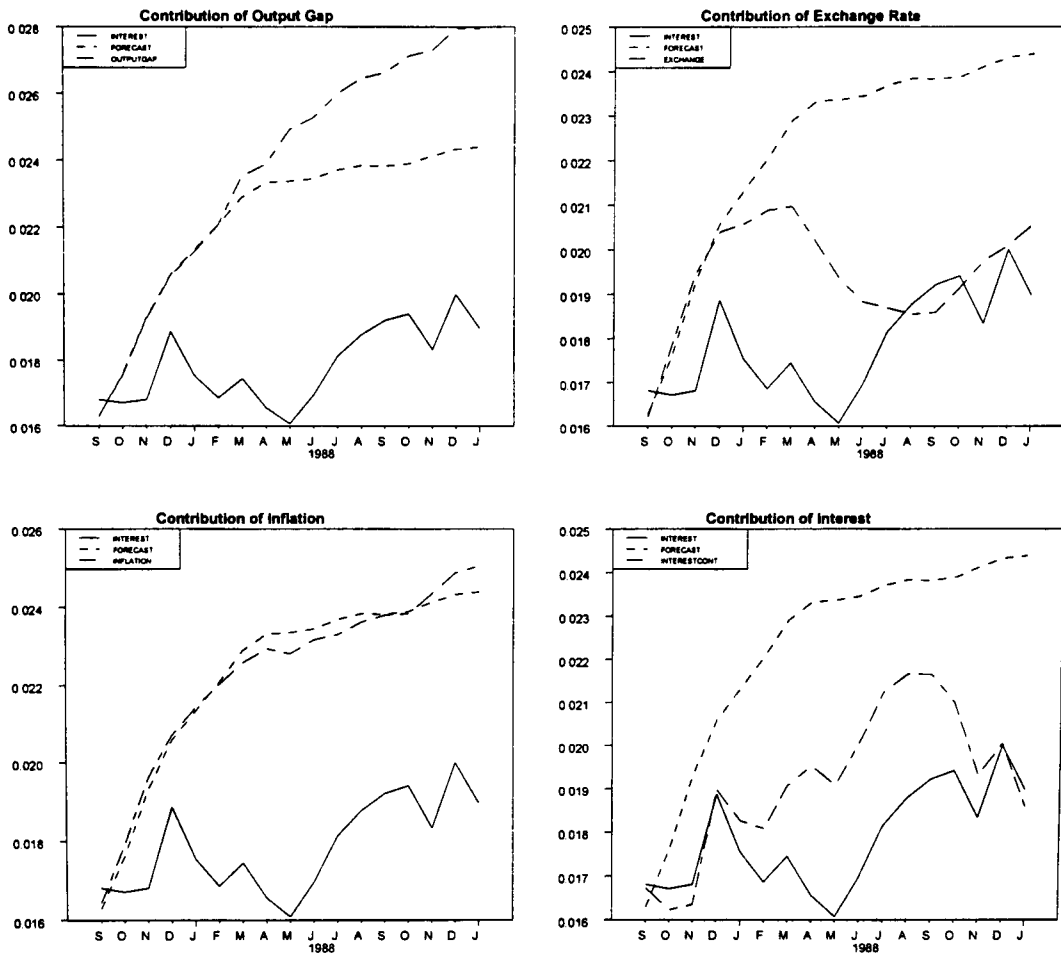 Contribution of Output Gap
INTEREST
FORECAST
OUTPUTGAP
0.028
0.026
0.024
0.022
0.020
0.018
0.016
S O N D J F M A M J J A S O N D J
1988
Contribution of Exchange Rate
INTEREST
FORECAST
EXCHANGE
0.025
0.024
0.023
0.022
0.021
0.020
0.019
0.018
0.017
0.016
S O N D J F M A M J J A S O N D J
1988
Contribution of Inflation
INTEREST
FORECAST
INFLATION
0.026
0.024
0.022
0.020
0.018
0.016
S O N D J F M A M J J A S O N D J
1988
Contribution of Interest
INTEREST
FORECAST
INTERESTCONT
0.025
0.024
0.023
0.022
0.021
0.020
0.019
0.018
0.017
0.016
S O N D J F M A M J J A S O N D J
1988